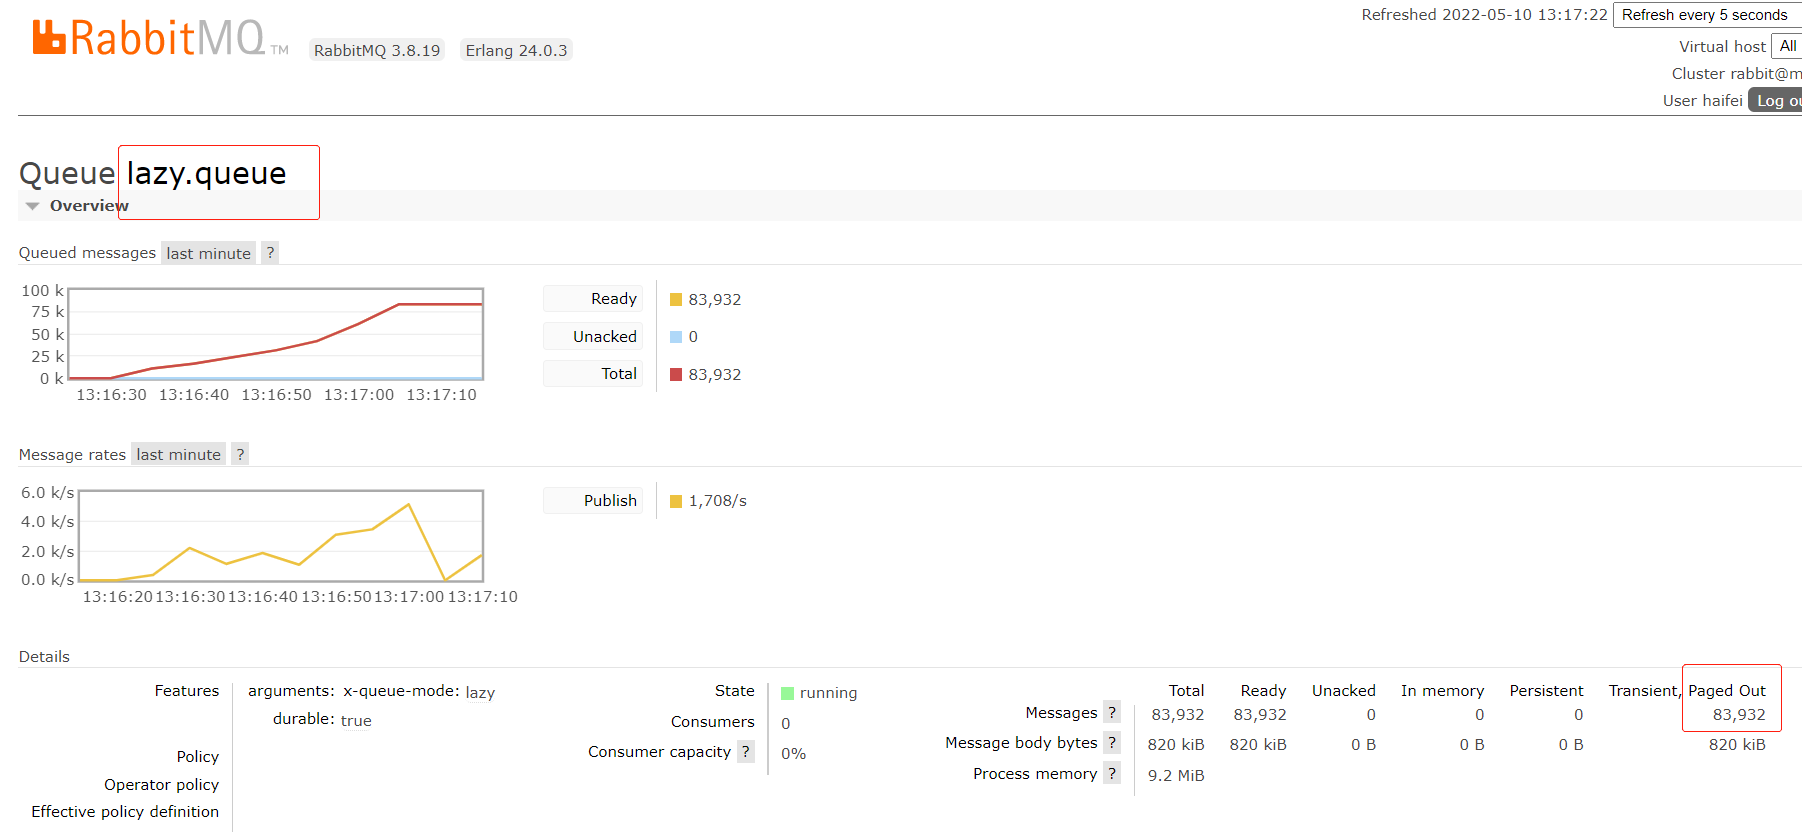 RabbitMQ TM RabbitMQ 3.8.19 Erlang 24.0.3
Refreshed 2022-05-10 13:17:22 Refresh every 5 seconds
Virtual host All
Cluster rabbit@m
User haifei Log ou
Queue lazy.queue
Overview
Queued messages last minute ?
100 k
75 k
50 k
25 k
0 k
13:16:30 13:16:40 13:16:50 13:17:00 13:17:10
Ready 83,932
Unacked 0
Total 83,932
Message rates last minute ?
6.0 k/s
4.0 k/s
2.0 k/s
0.0 k/s
13:16:20 13:16:30 13:16:40 13:16:50 13:17:00 13:17:10
Publish 1,708/s
Details
Features arguments: x-queue-mode: lazy
durable: true
Policy
Operator policy
Effective policy definition
State running
Consumers 0
Consumer capacity ? 0%
Total Ready Unacked In memory Persistent Transient, Paged Out
Messages ? 83,932 83,932 0 0 0 83,932
Message body bytes ? 820 kiB 820 kiB 0 B 0 B 0 B 820 kiB
Process memory ? 9.2 MiB